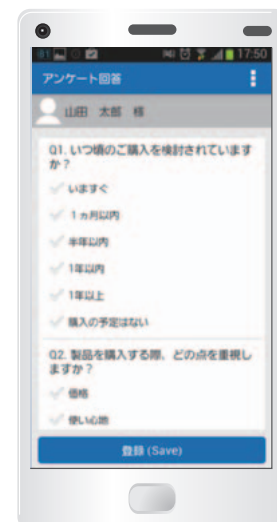 17:50
アンケート回答
山田 太郎 様
Q1. いつ頃のご購入を検討されています
か？
いますぐ
1ヵ月以内
半年以内
1年以内
1年以上
購入の予定はない
Q2. 製品を購入する際、どの点を重視し
ますか？
価格
使い心地
登録 (Save)